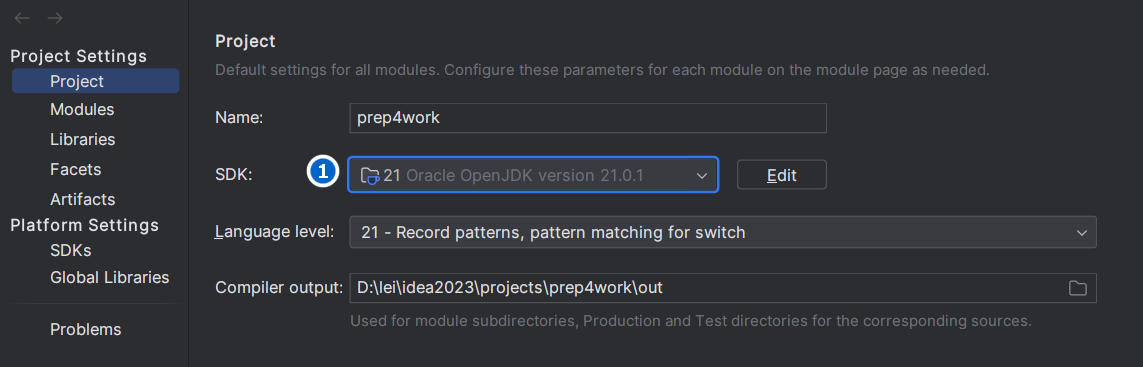 Project Settings
Project
Modules
Libraries
Facets
Artifacts
Platform Settings
SDKs
Global Libraries
Problems
Project
Default settings for all modules. Configure these parameters for each module on the module page as needed.
Name: prep4work
SDK: 1 21 Oracle OpenJDK version 21.0.1 Edit
Language level: 21 - Record patterns, pattern matching for switch
Compiler output: D:\lei\idea2023\projects\prep4work\out
Used for module subdirectories, Production and Test directories for the corresponding sources.